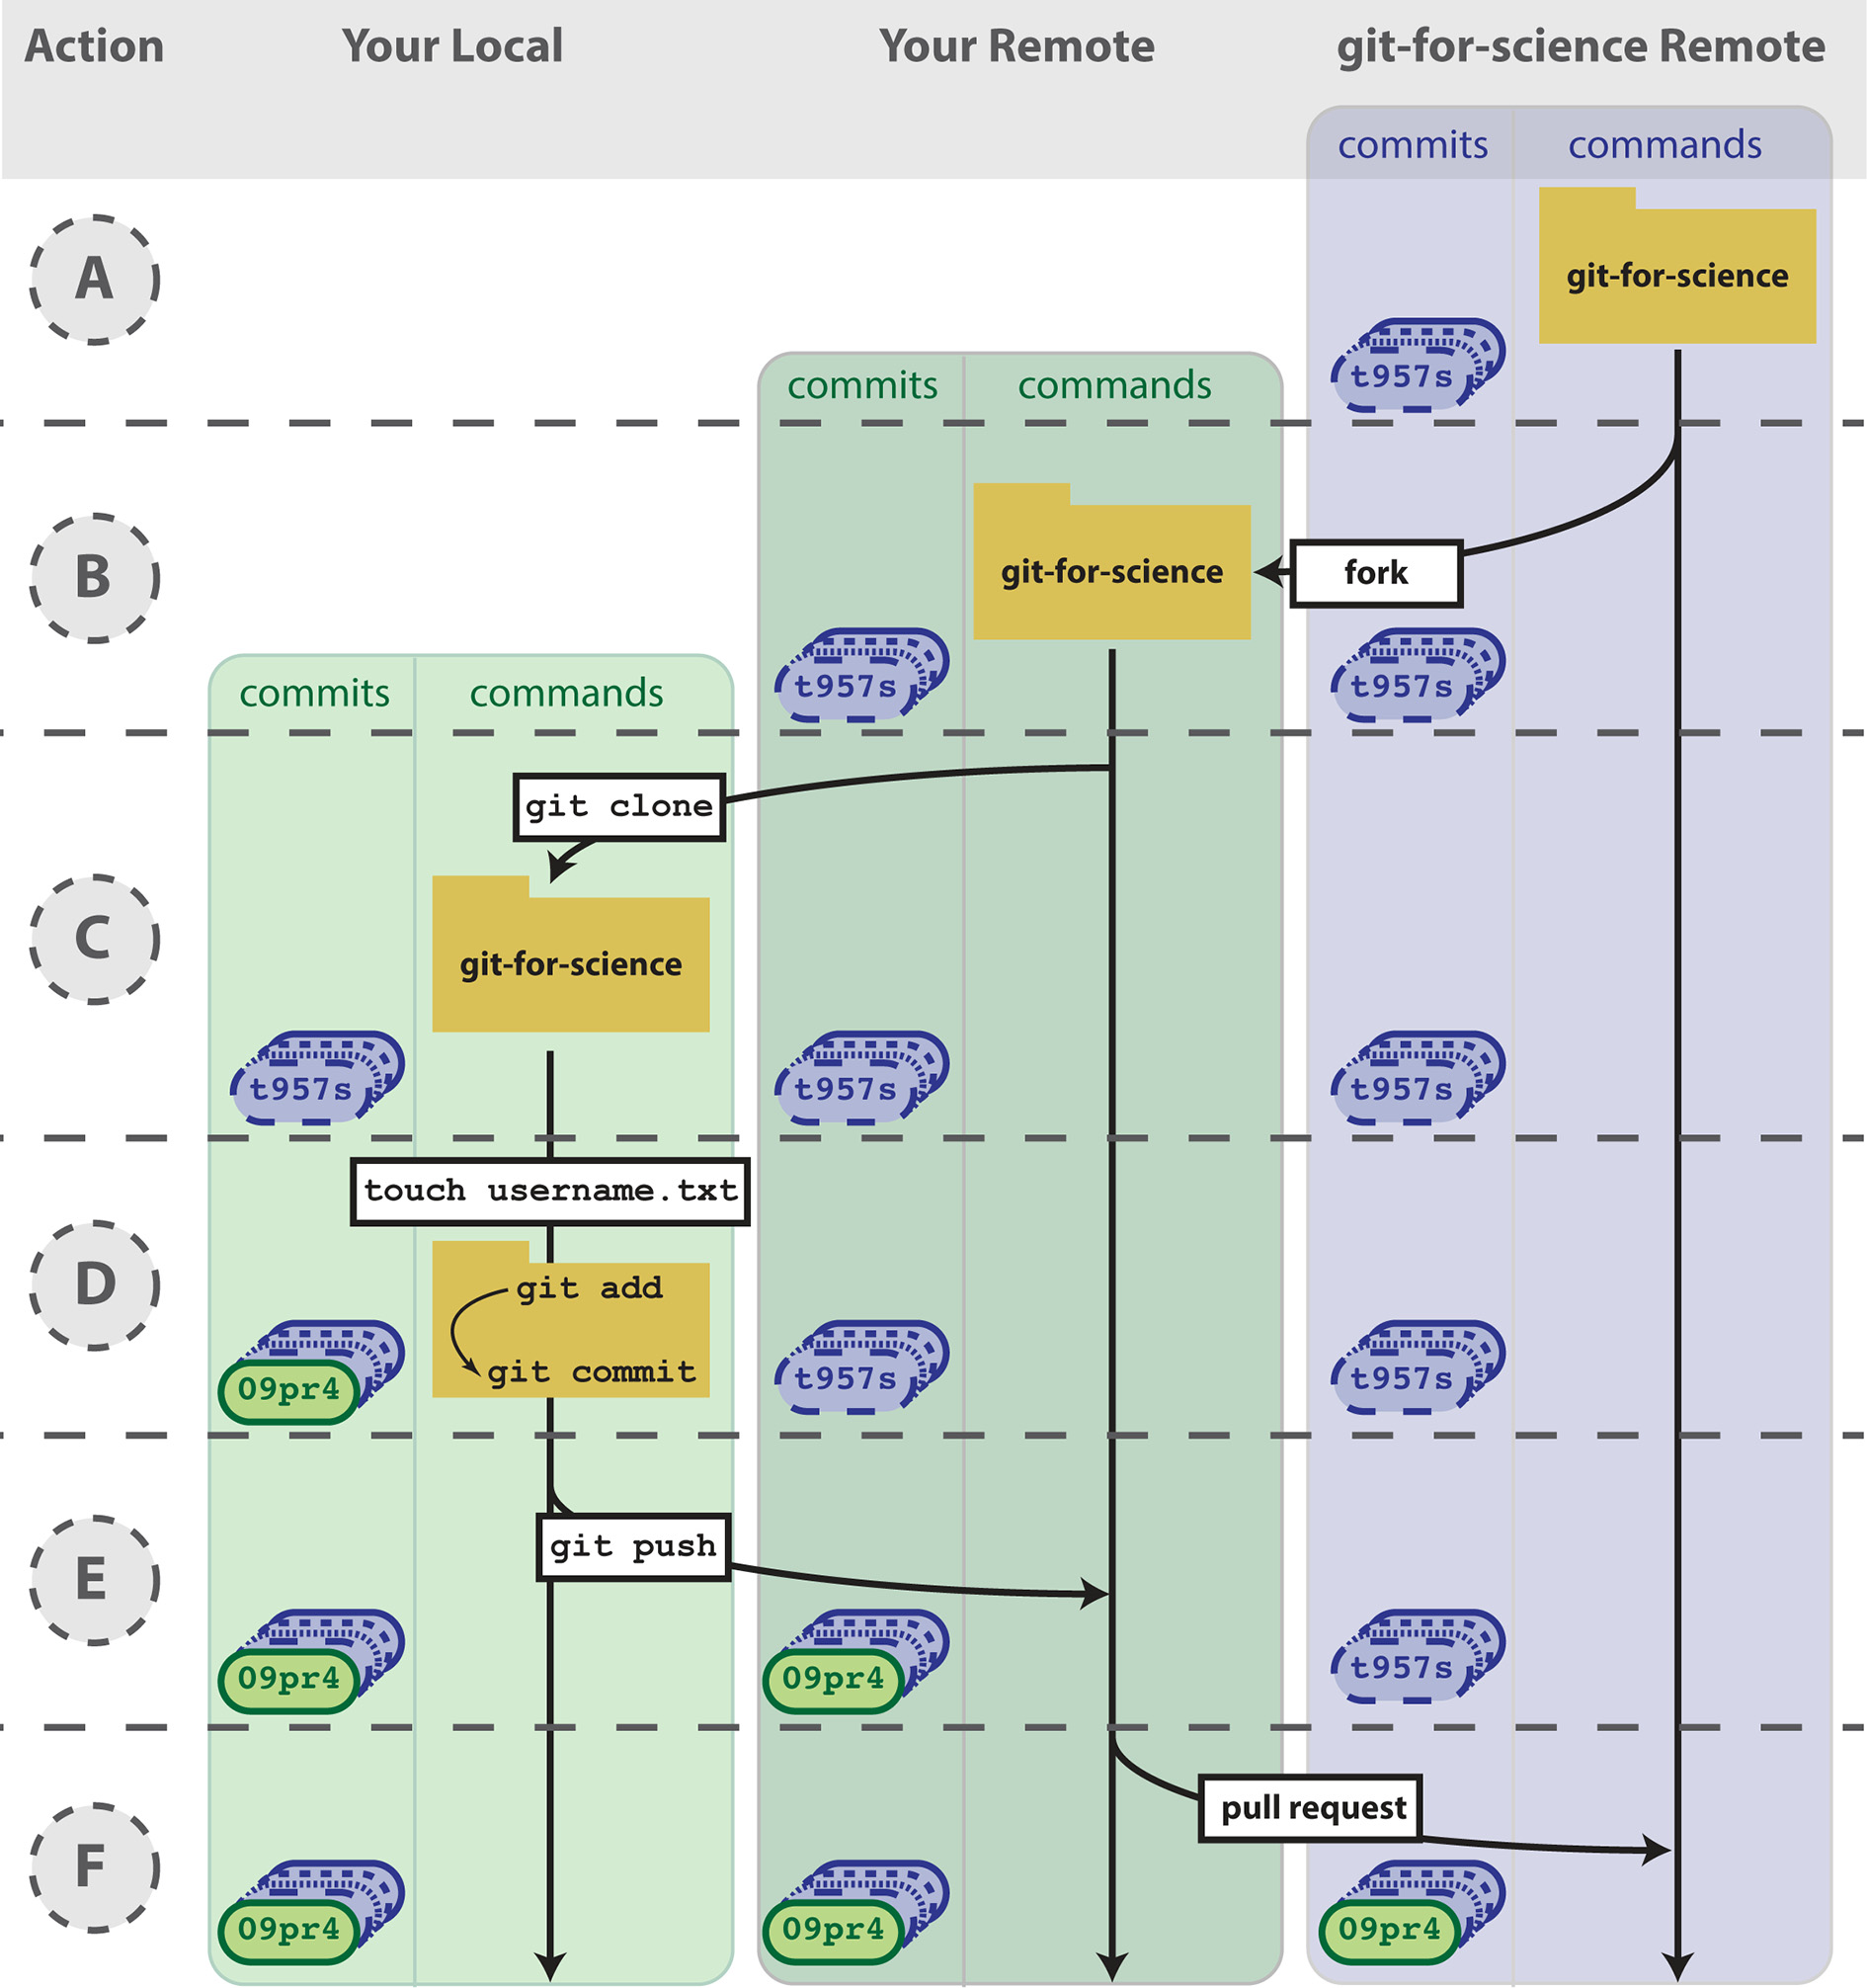 Action
Your Local
Your Remote
git-for-science Remote
commits
commands
A
git-for-science
t957s
commits
commands
B
git-for-science
fork
t957s
t957s
commits
commands
C
git clone
git-for-science
t957s
t957s
t957s
D
touch username.txt
git add
git commit
09pr4
t957s
t957s
E
git push
09pr4
09pr4
t957s
F
pull request
09pr4
09pr4
09pr4